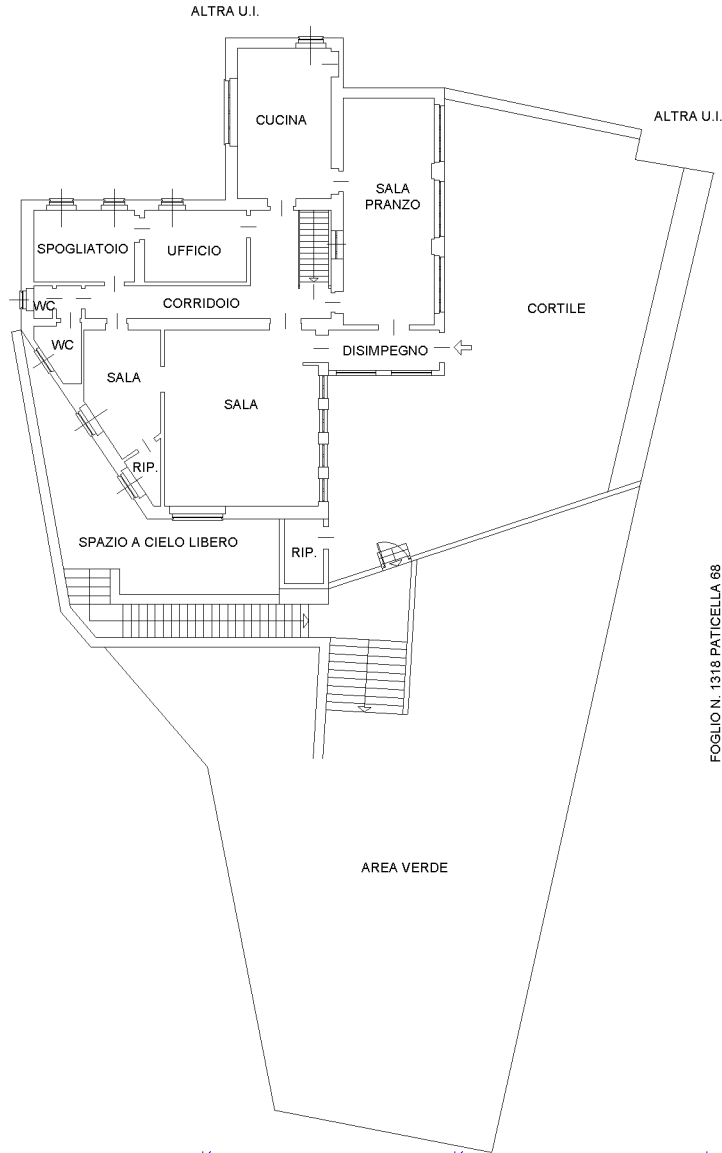 ALTRA U.I.
ALTRA U.I.
CUCINA
SALA
PRANZO
SPOGLIATOIO
UFFICIO
WC
CORRIDOIO
CORTILE
WC
DISIMPEGNO
SALA
SALA
RIP.
SPAZIO A CIELO LIBERO
RIP.
FOGLIO N. 1318 PATICELLA 68
AREA VERDE